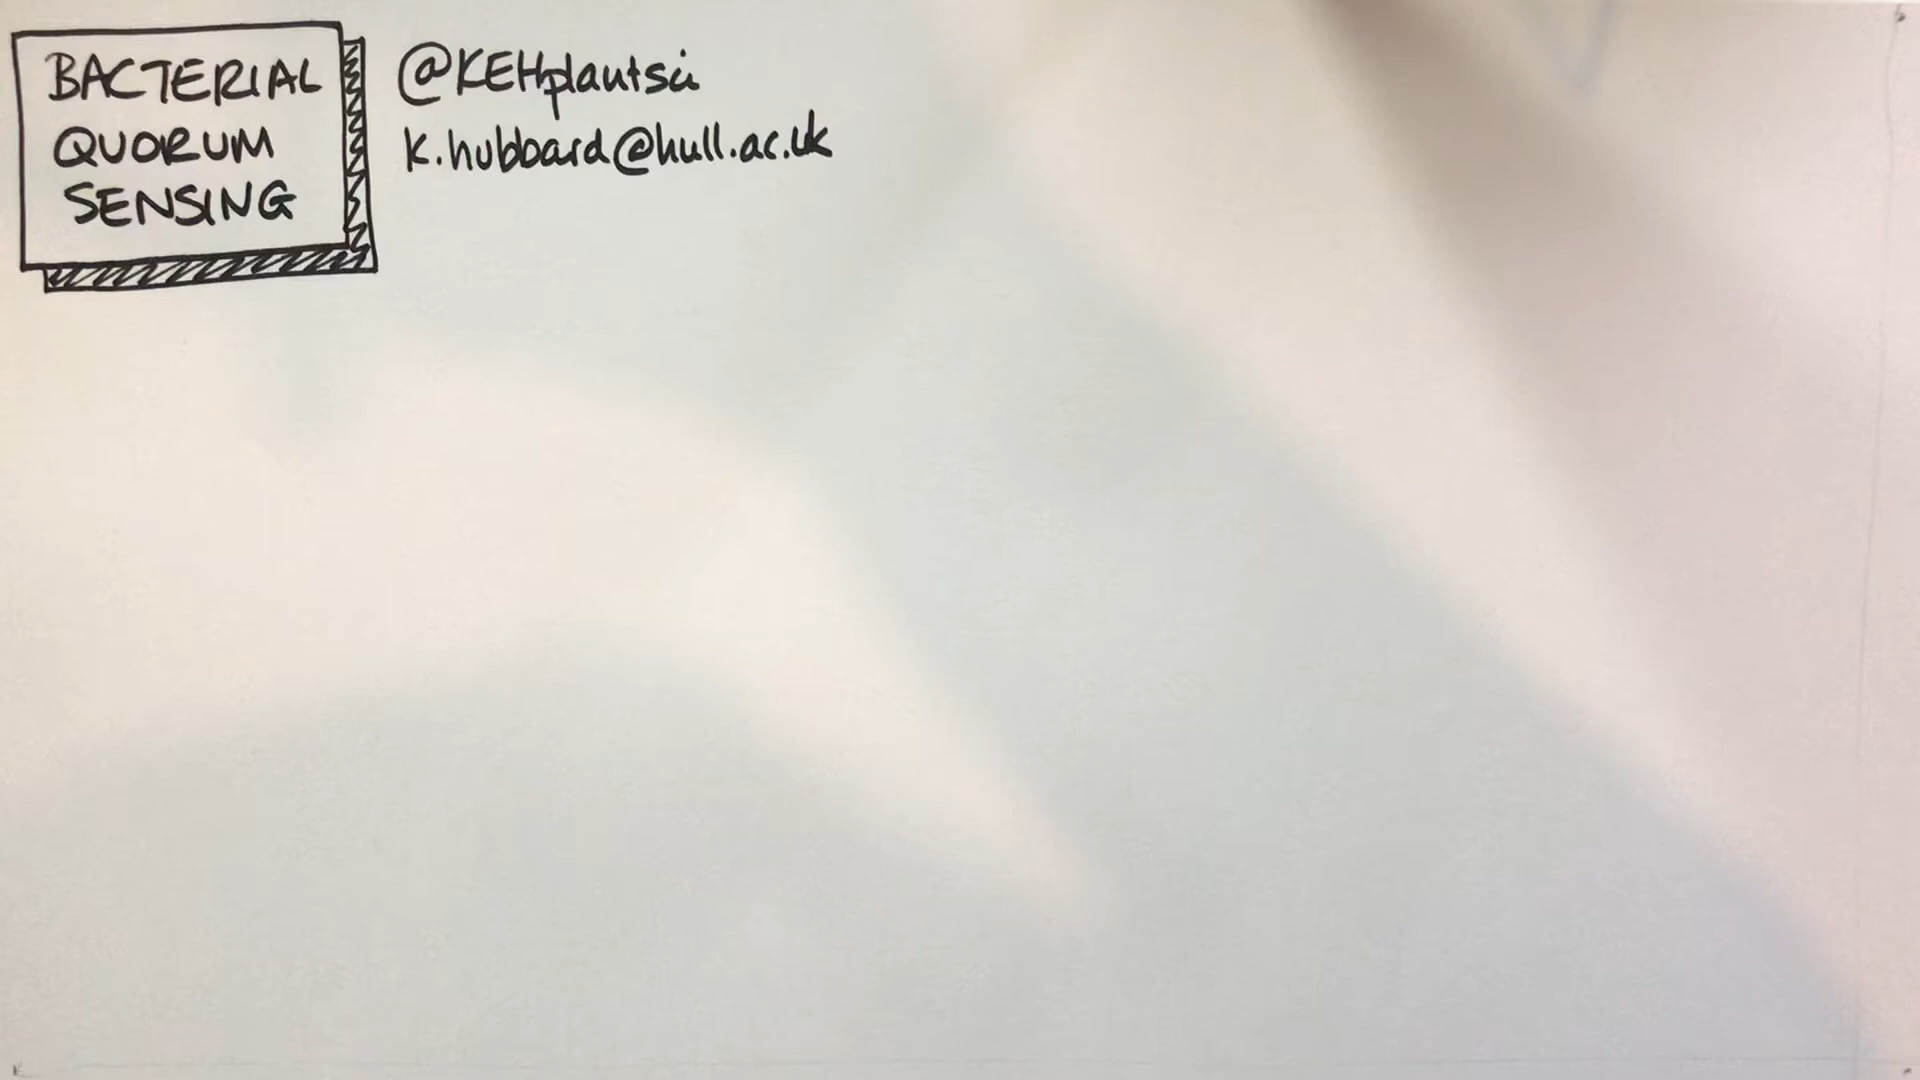 BACTERIAL
QUORUM
SENSING
@KEHplantsci
k.hubbard@hull.ac.uk